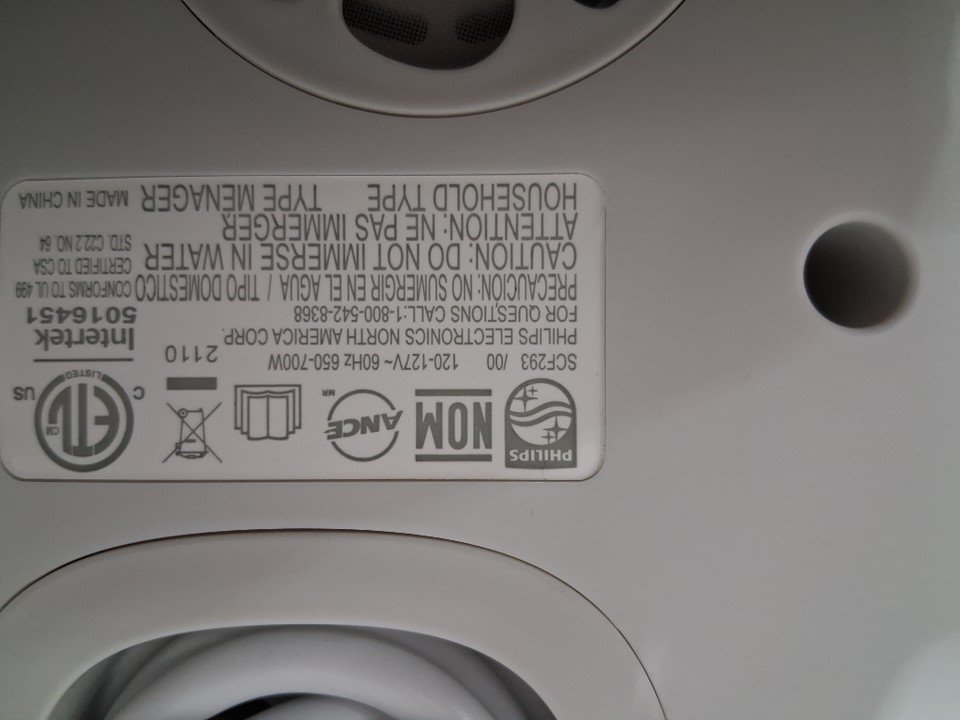 PHILIPS
NOM
ANCE
MR
ETL
CM
LISTED
C
US
SCF293 /00 120-127V~ 60Hz 650-700W
2110
Intertek
5016451
PHILIPS ELECTRONICS NORTH AMERICA CORP.
FOR QUESTIONS CALL:1-800-542-8368
PRECAUCIÓN: NO SUMERGIR EN EL AGUA / TIPO DOMESTICO
CONFORMS TO UL 499
CAUTION: DO NOT IMMERSE IN WATER
CERTIFIED TO CSA
STD. C22.2 NO. 64
ATTENTION: NE PAS IMMERGER
HOUSEHOLD TYPE TYPE MENAGER
MADE IN CHINA